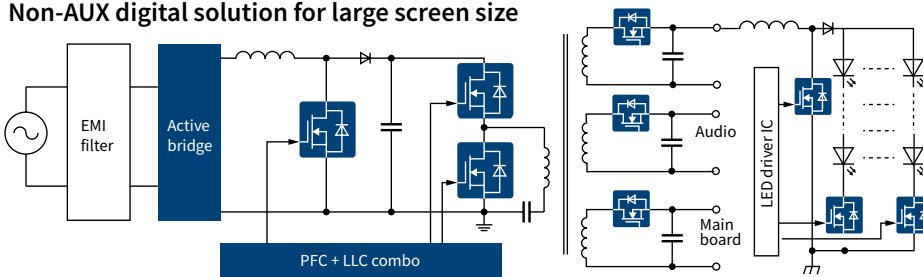 Non-AUX digital solution for large screen size
EMI
filter
Active
bridge
PFC + LLC combo
Audio
Main
board
LED driver IC